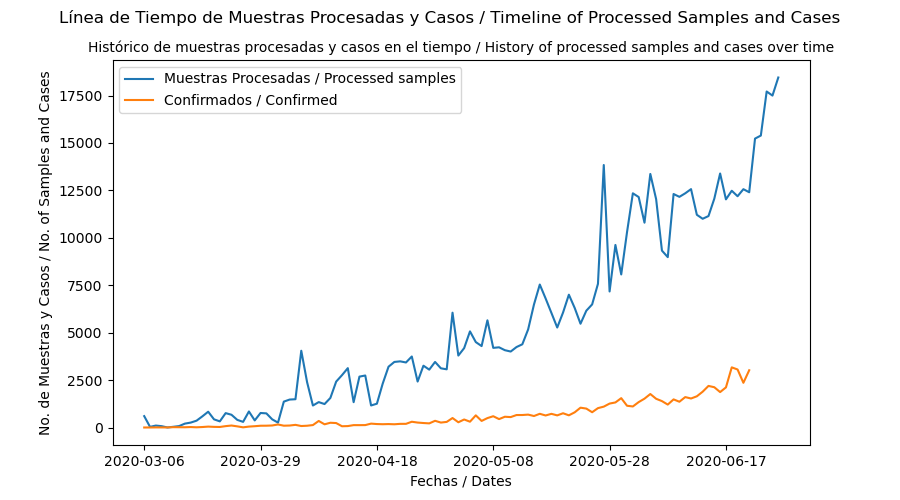 Línea de Tiempo de Muestras Procesadas y Casos / Timeline of Processed Samples and Cases
Histórico de muestras procesadas y casos en el tiempo / History of processed samples and cases over time
Muestras Procesadas / Processed samples
Confirmados / Confirmed
No. de Muestras y Casos / No. of Samples and Cases
17500
15000
12500
10000
7500
5000
2500
0
2020-03-06 2020-03-29 2020-04-18 2020-05-08 2020-05-28 2020-06-17
Fechas / Dates